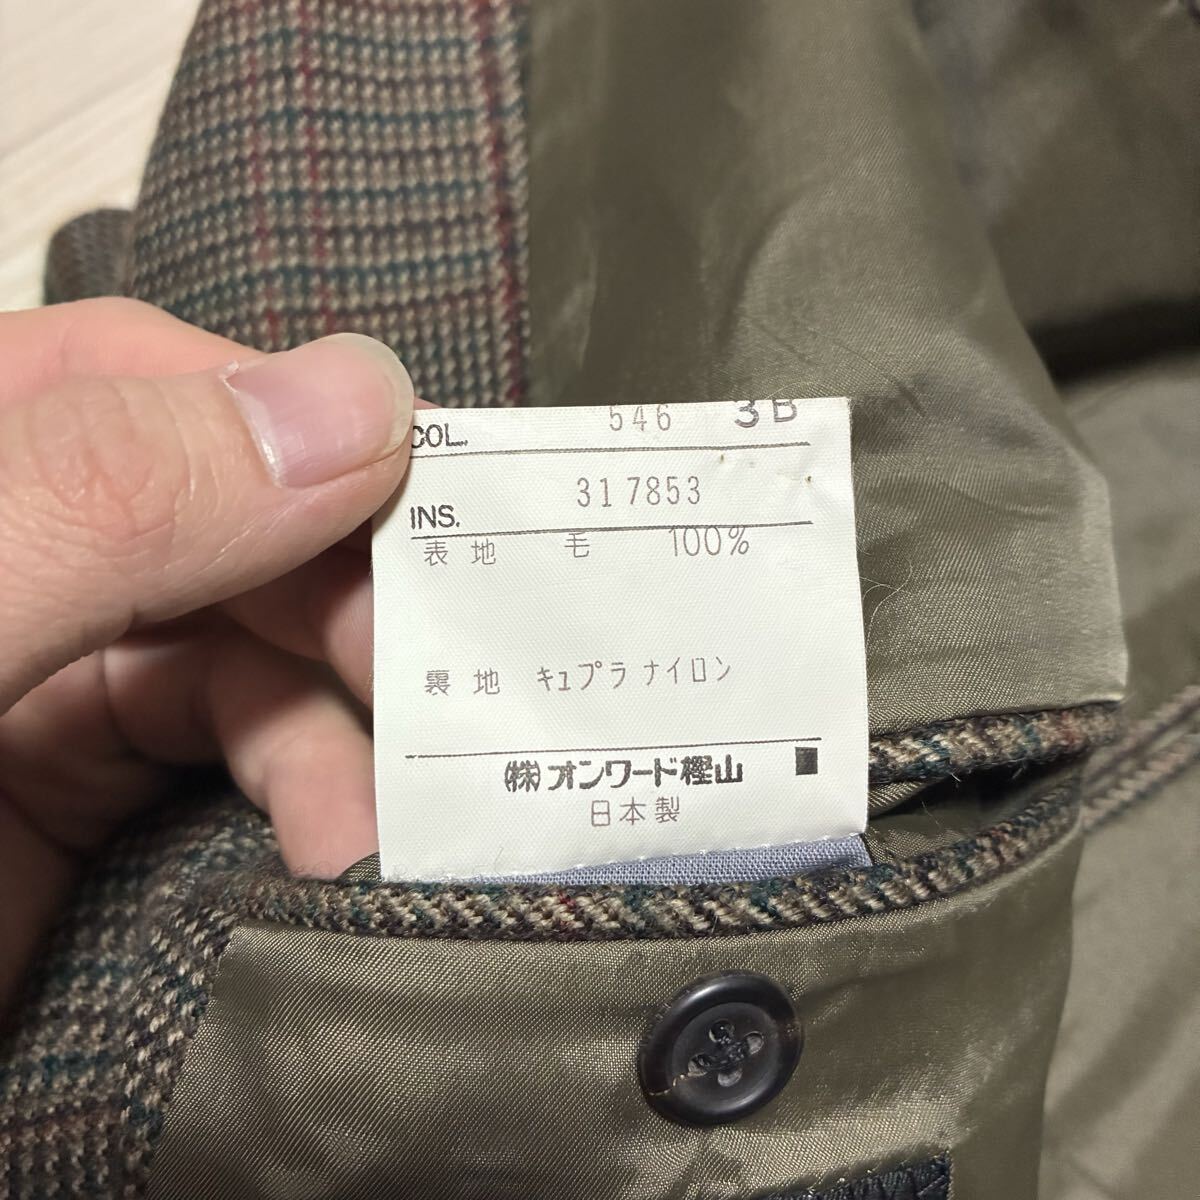 COL. 546 3B
INS. 317853
表地 毛 100%
裏地 キュプラ ナイロン
(株)オンワード樫山 ■
日本製